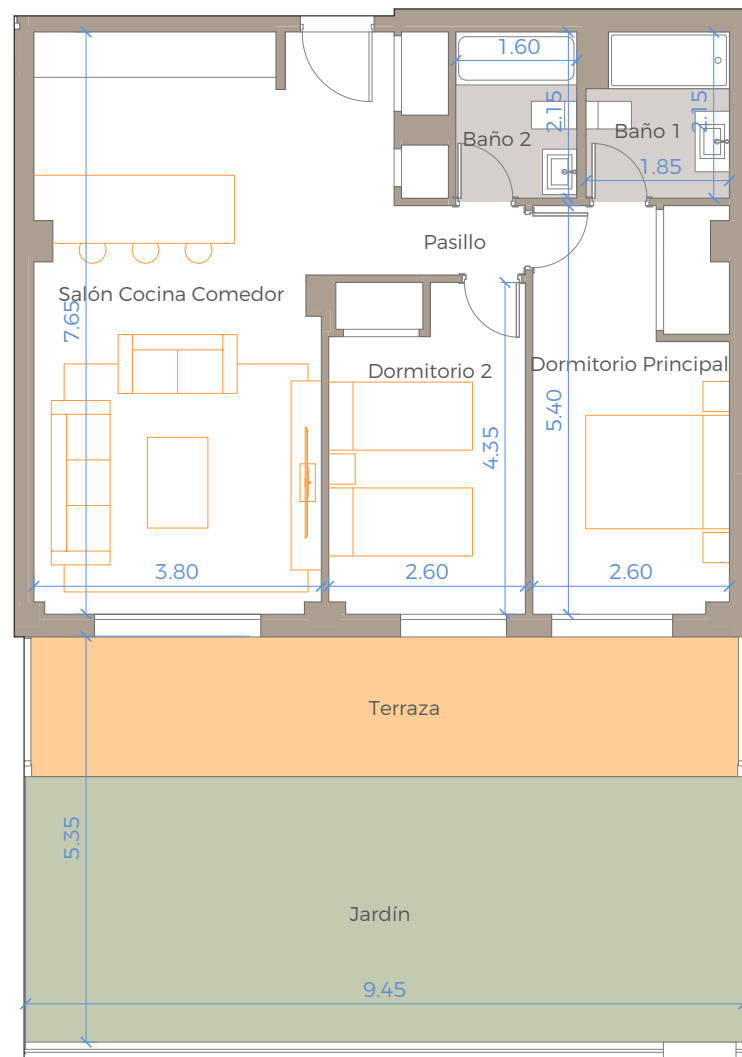 1.60
2.15
2.15
Baño 2
Baño 1
1.85
Pasillo
Salón Cocina Comedor
7.65
Dormitorio 2
Dormitorio Principal
5.40
4.35
3.80
2.60
2.60
Terraza
5.35
Jardín
9.45